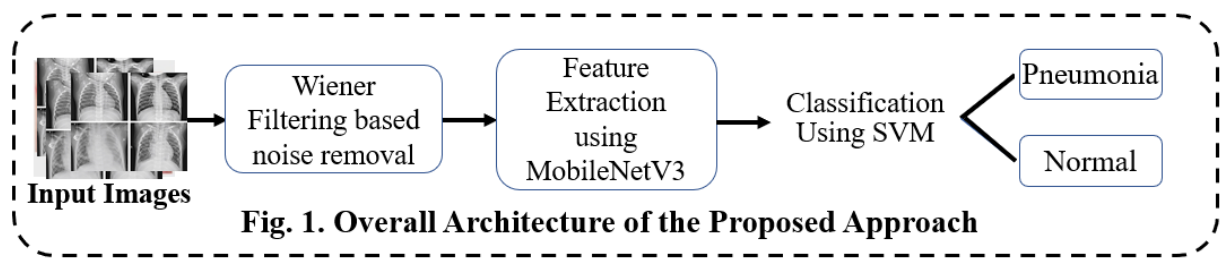 Input Images
Wiener
Filtering based
noise removal
Feature
Extraction
using
MobileNetV3
Classification
Using SVM
Pneumonia
Normal
Fig. 1. Overall Architecture of the Proposed Approach